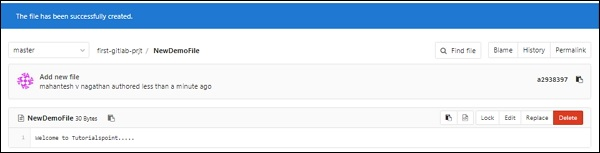 The file has been successfully created.
master first-gitlab-prjt / NewDemoFile Find file Blame History Permalink
Add new file
mahantesh v nagathan authored less than a minute ago
a2938397
NewDemoFile 30 Bytes Lock Edit Replace Delete
1 Welcome to Tutorialspoint.....